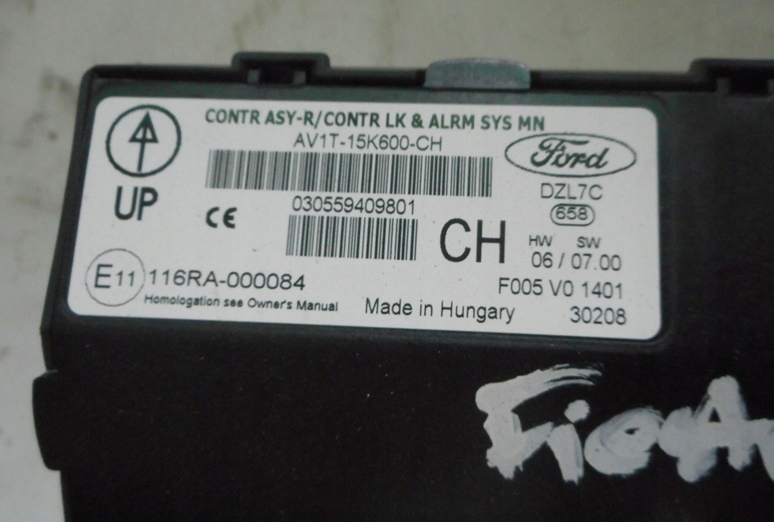 CONTR ASY-R/CONTR LK & ALRM SYS MN
AV1T-15K600-CH
Ford
UP
CE
030559409801
CH
DZL7C
658
HW SW
06 / 07.00
E11 116RA-000084
Homologation see Owner's Manual
Made in Hungary
F005 V0 1401
30208